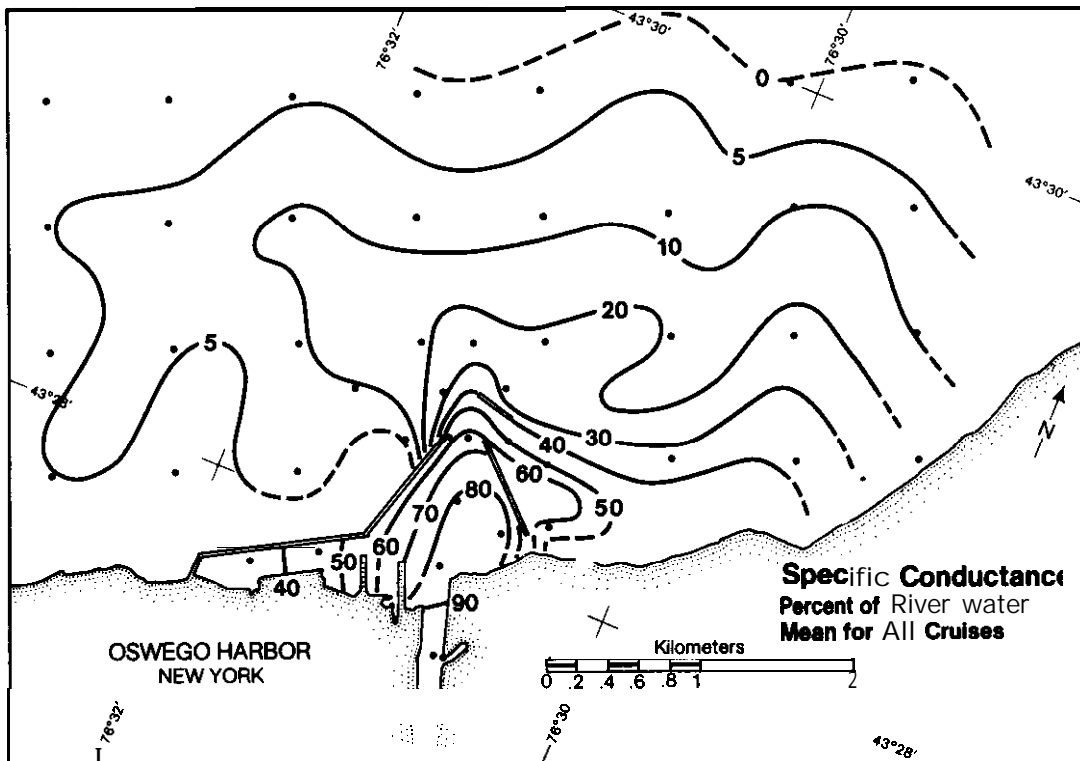 76°32′
43°30′
76°30′
0
5
43°30′
10
20
5
43°28′
30
40
60
80
50
70
60
50
40
90
Specific Conductance
Percent of River water
Mean for All Cruises
N
OSWEGO HARBOR
NEW YORK
Kilometers
0 .2 .4 .6 .8 1 2
76°32′
76°30
43°28′